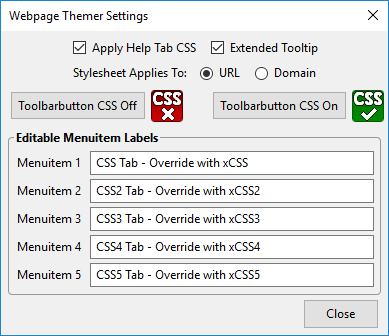 Webpage Themer Settings
Apply Help Tab CSS Extended Tooltip
Stylesheet Applies To: URL Domain
Toolbarbutton CSS Off CSS Toolbarbutton CSS On CSS
Editable Menuitem Labels
Menuitem 1 CSS Tab - Override with xCSS
Menuitem 2 CSS2 Tab - Override with xCSS2
Menuitem 3 CSS3 Tab - Override with xCSS3
Menuitem 4 CSS4 Tab - Override with xCSS4
Menuitem 5 CSS5 Tab - Override with xCSS5
Close